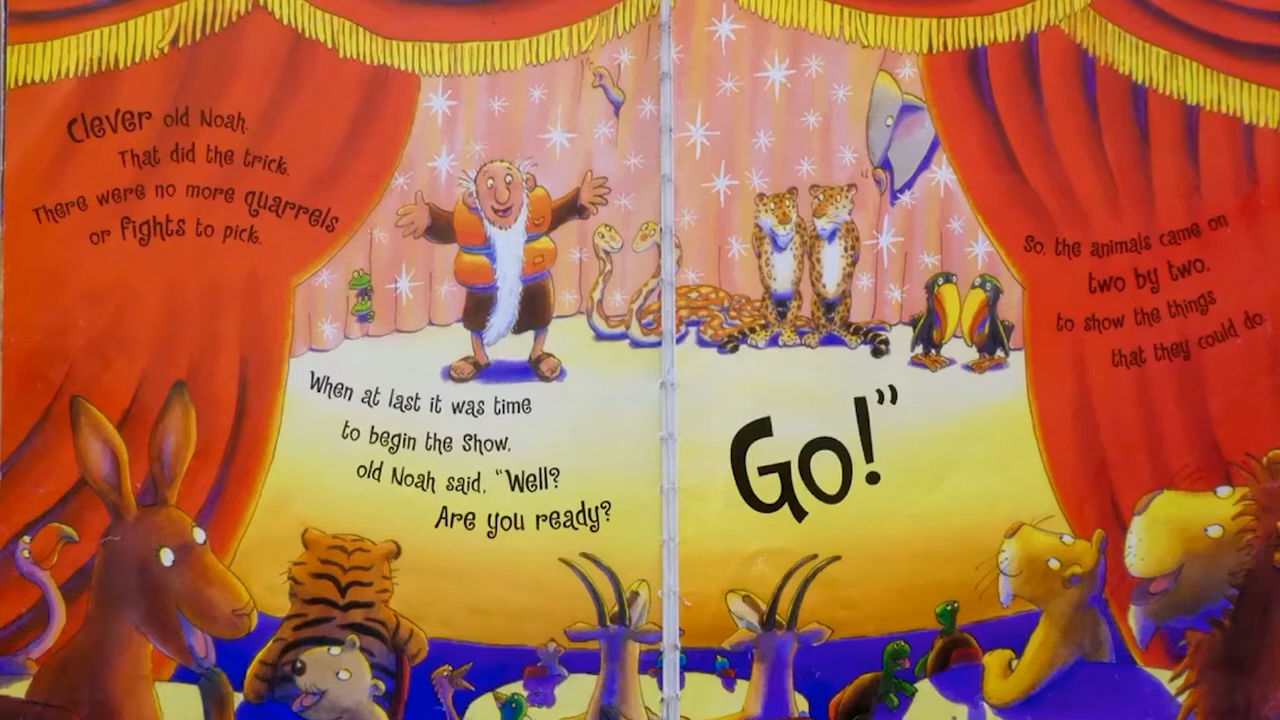 Clever old Noah.
That did the trick.
There were no more quarrels
or fights to pick.
When at last it was time
to begin the Show,
old Noah said, “Well?
Are you ready?
Go!”
So, the animals came on
two by two,
to show the things
that they could do.